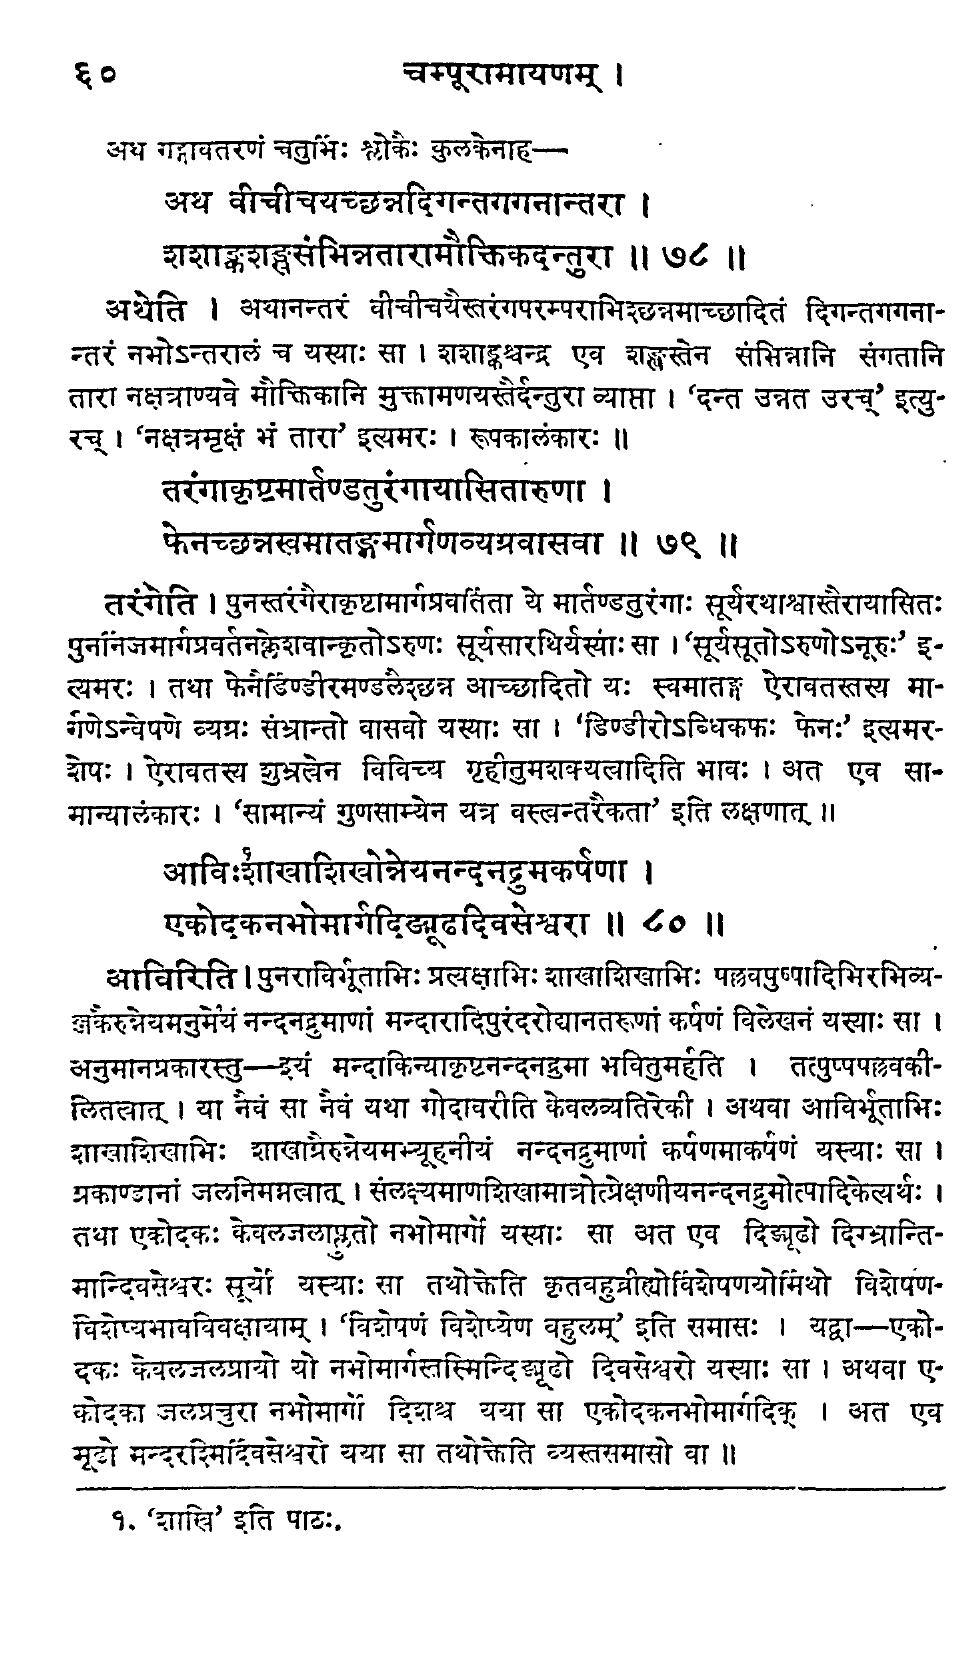 ६० चम्पूरामायणम् ।
अथ गङ्गावतरणं चतुर्भिः श्लोकैः कुलकेनाह—
अथ वीचीचयच्छन्नदिगन्तगगनान्तरा ।
शशाङ्कशङ्खसंभिन्नतारामौक्तिकदन्तुरा ॥ ७८ ॥
अथेति । अथानन्तरं वीचीचयैस्तरंगपरम्पराभिश्छन्नमाच्छादितं दिगन्तगगना-
न्तरं नभोऽन्तरालं च यस्याः सा । शशाङ्कश्चन्द्र एव शङ्खस्तेन संभिन्नानि संगतानि
तारा नक्षत्राण्यवे मौक्तिकानि मुक्तामणयस्तैर्दन्तुरा व्याप्ता । ‘दन्त उन्नत उरच्’ इत्यु-
रच् । ‘नक्षत्रमृक्षं भं तारा’ इत्यमरः । रूपकालंकारः ॥
तरंगाकृष्टमार्तण्डतुरंगायासितारुणा ।
फेनच्छन्नस्वमातङ्गमार्गणव्यग्रवासवा ॥ ७९ ॥
तरंगेति । पुनस्तरंगैराकृष्टामार्गप्रवर्तिता ये मार्तण्डतुरंगाः सूर्यरथाश्वास्तैरायासितः
पुनर्निजमार्गप्रवर्तनक्लेशवान्कृतोऽरुणः सूर्यसारथिर्यस्याः सा । ‘सूर्यसूतोऽरुणोऽनूरुः’ इ-
त्यमरः । तथा फेनैर्डिण्डीरमण्डलैश्छन्न आच्छादितो यः स्वमातङ्ग ऐरावतस्तस्य मा-
र्गणेऽन्वेषणे व्यग्रः संभ्रान्तो वासवो यस्याः सा । ‘डिण्डीरोऽब्धिकफः फेनः’ इत्यमर-
शेषः । ऐरावतस्य शुभ्रत्वेन विविच्य गृहीतुमशक्यत्वादिति भावः । अत एव सा-
मान्यालंकारः । ‘सामान्यं गुणसाम्येन यत्र वस्त्वन्तरैकता’ इति लक्षणात् ॥
आविःर्शाखाशिखोन्नेयनन्दनद्रुमकर्षणा ।
एकोदकनभोमार्गदिङ्मूढदिवसेश्वरा ॥ ८० ॥
आविरिति । पुनराविर्भूताभिः प्रत्यक्षाभिः शाखाशिखाभिः पल्लवपुष्पादिभिरभिव्य-
ञ्जकैरुन्नेयमनुमेयं नन्दनद्रुमाणां मन्दारादिपुरंदरोद्यानतरूणां कर्षणं विलेखनं यस्याः सा ।
अनुमानप्रकारस्तु—इयं मन्दाकिन्याकृष्टनन्दनद्रुमा भवितुमर्हति । तत्पुष्पपल्लवकी-
लितत्वात् । या नैवं सा नैवं यथा गोदावरीति केवलव्यतिरेकी । अथवा आविर्भूताभिः
शाखाशिखाभिः शाखाग्रैरुन्नेयमभ्यूहनीयं नन्दनद्रुमाणां कर्षणमाकर्षणं यस्याः सा ।
प्रकाण्डानां जलनिमग्नत्वात् । संलक्ष्यमाणशिखामात्रोत्प्रेक्षणीयनन्दनद्रुमोत्पादिकेत्यर्थः ।
तथा एकोदकः केवलजलाप्लुतो नभोमार्गो यस्याः सा अत एव दिङ्मूढो दिग्भ्रान्ति-
मान्दिवसेश्वरः सूर्यो यस्याः सा तथोक्तेति कृतबहुव्रीह्योर्विशेषणयोर्मिथो विशेषण-
विशेष्यभावविवक्षायाम् । ‘विशेषणं विशेष्येण बहुलम्’ इति समासः । यद्वा—एको-
दकः केवलजलप्रायो यो नभोमार्गस्तस्मिन्दिङ्मूढो दिवसेश्वरो यस्याः सा । अथवा ए-
कोदका जलप्रचुरा नभोमार्गो दिशश्च यया सा एकोदकनभोमार्गदिक् । अत एव
मूढो मन्दरश्मिर्दिवसेश्वरो यया सा तथोक्तेति व्यस्तसमासो वा ॥
१. ‘शाखि’ इति पाठः.